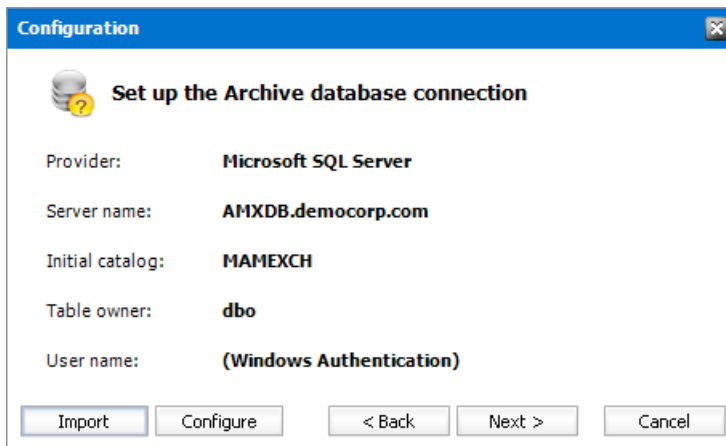 Configuration
Set up the Archive database connection
Provider: Microsoft SQL Server
Server name: AMXDB.democorp.com
Initial catalog: MAMEXCH
Table owner: dbo
User name: (Windows Authentication)
Import Configure < Back Next > Cancel